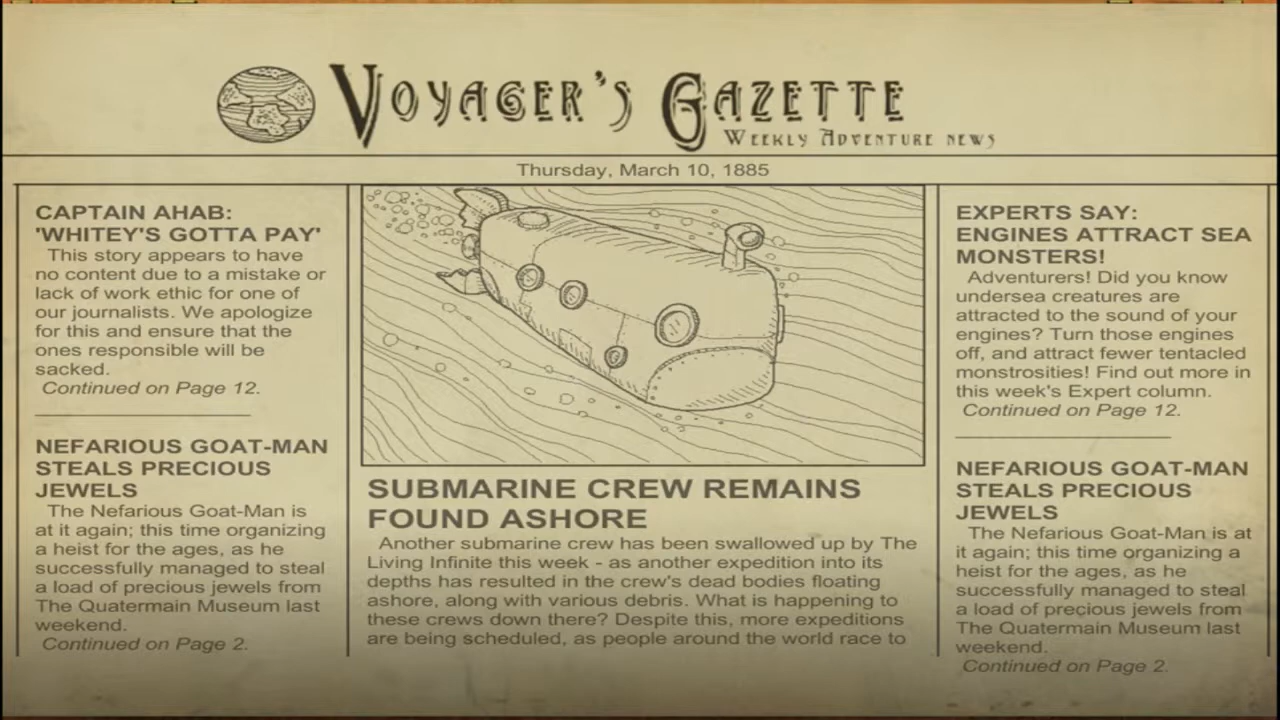 VOYAGER'S GAZETTE
WEEKLY ADVENTURE NEWS
Thursday, March 10, 1885
CAPTAIN AHAB:
'WHITEY'S GOTTA PAY'
This story appears to have
no content due to a mistake or
lack of work ethic for one of
our journalists. We apologize
for this and ensure that the
ones responsible will be
sacked.
Continued on Page 12.
NEFARIOUS GOAT-MAN
STEALS PRECIOUS
JEWELS
The Nefarious Goat-Man is
at it again; this time organizing
a heist for the ages, as he
successfully managed to steal
a load of precious jewels from
The Quatermain Museum last
weekend.
Continued on Page 2.
SUBMARINE CREW REMAINS
FOUND ASHORE
Another submarine crew has been swallowed up by The
Living Infinite this week - as another expedition into its
depths has resulted in the crew's dead bodies floating
ashore, along with various debris. What is happening to
these crews down there? Despite this, more expeditions
are being scheduled, as people around the world race to
EXPERTS SAY:
ENGINES ATTRACT SEA
MONSTERS!
Adventurers! Did you know
undersea creatures are
attracted to the sound of your
engines? Turn those engines
off, and attract fewer tentacled
monstrosities! Find out more in
this week's Expert column.
Continued on Page 12.
NEFARIOUS GOAT-MAN
STEALS PRECIOUS
JEWELS
The Nefarious Goat-Man is at
it again; this time organizing a
heist for the ages, as he
successfully managed to steal
a load of precious jewels from
The Quatermain Museum last
weekend.
Continued on Page 2.